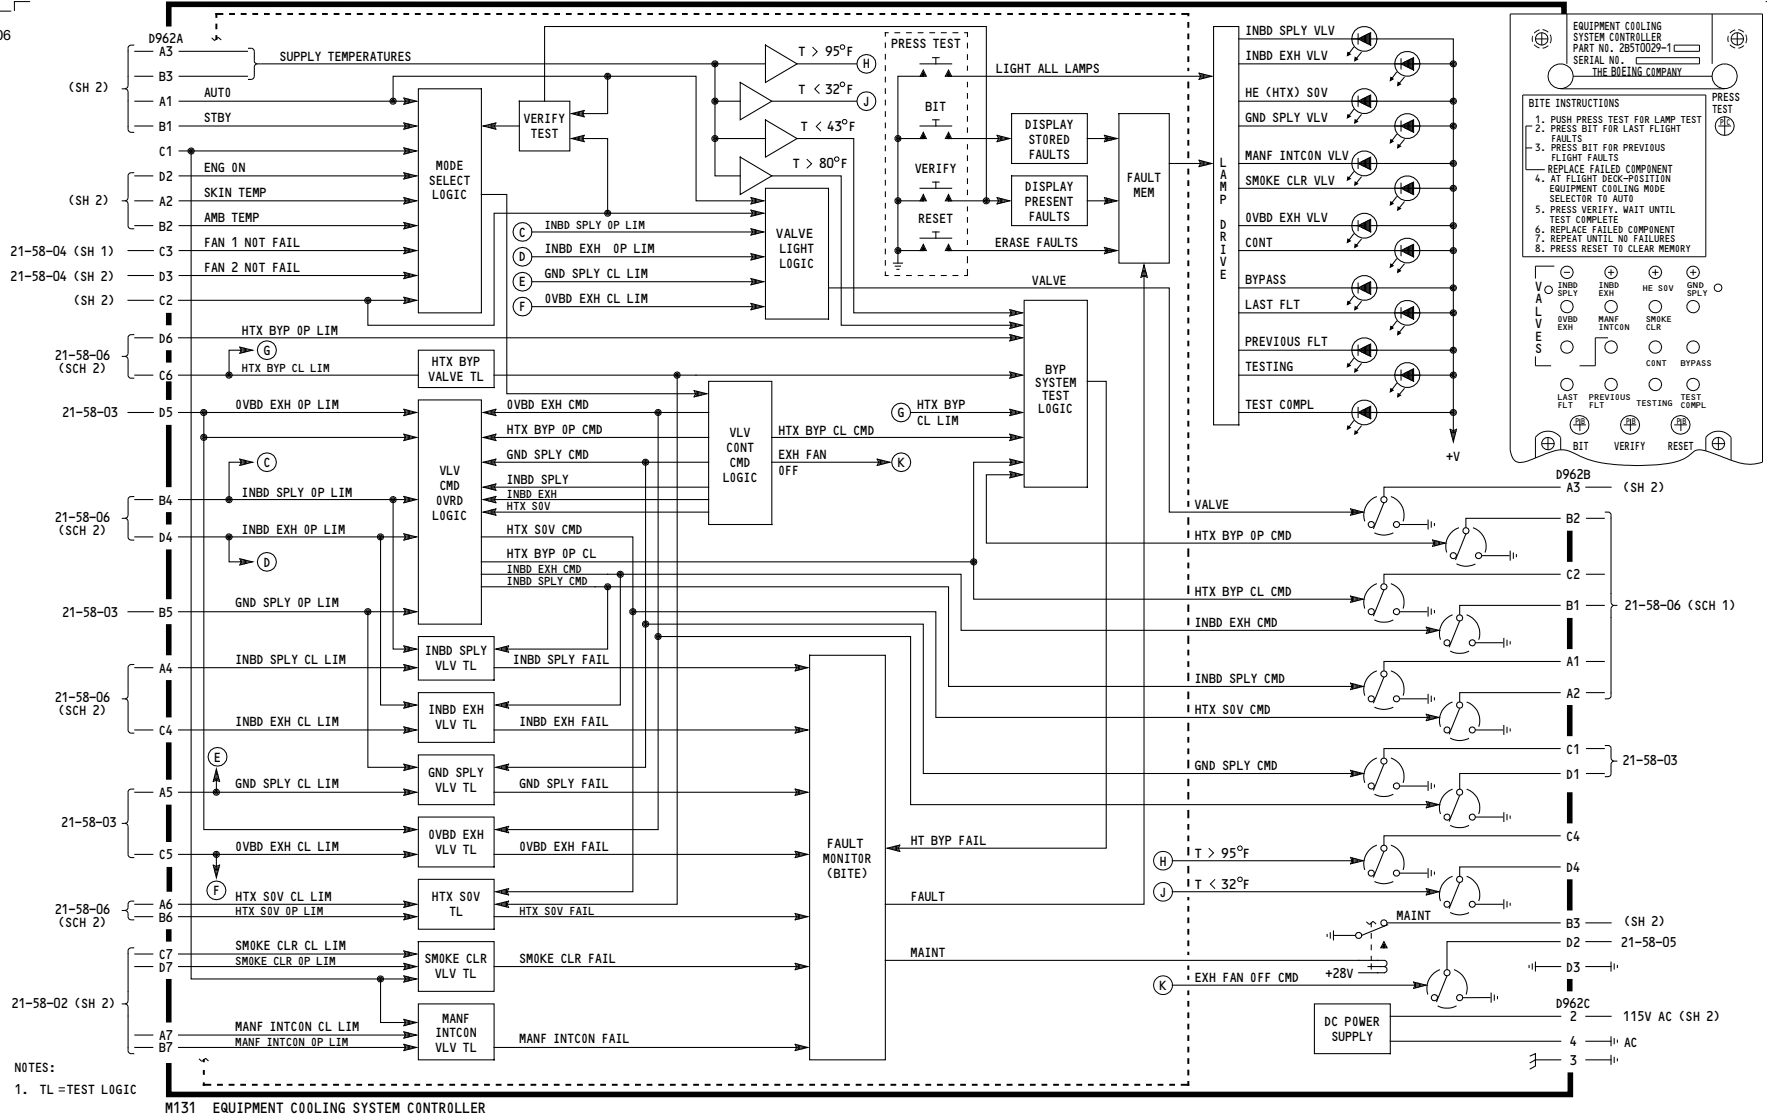 06
D962A
A3
B3
(SH 2)
A1
B1
C1
D2
A2
(SH 2)
B2
21-58-04 (SH 1)
C3
21-58-04 (SH 2)
D3
(SH 2)
C2
D6
21-58-06
(SCH 2)
C6
21-58-03
D5
B4
21-58-06
(SCH 2)
D4
21-58-03
B5
A4
21-58-06
(SCH 2)
C4
A5
21-58-03
C5
A6
21-58-06
B6
(SCH 2)
C7
D7
21-58-02 (SH 2)
A7
B7
NOTES:
1. TL =TEST LOGIC
SUPPLY TEMPERATURES
AUTO
STBY
ENG ON
SKIN TEMP
AMB TEMP
FAN 1 NOT FAIL
FAN 2 NOT FAIL
HTX BYP OP LIM
G
HTX BYP CL LIM
OVBD EXH OP LIM
C
INBD SPLY OP LIM
INBD EXH OP LIM
D
GND SPLY OP LIM
INBD SPLY CL LIM
INBD EXH CL LIM
E
GND SPLY CL LIM
OVBD EXH CL LIM
F
HTX SOV CL LIM
HTX SOV OP LIM
SMOKE CLR CL LIM
SMOKE CLR OP LIM
MANF INTCON CL LIM
MANF INTCON OP LIM
MODE
SELECT
LOGIC
VERIFY
TEST
HTX BYP
VALVE TL
VLV
CMD
OVRD
LOGIC
INBD SPLY
VLV TL
INBD EXH
VLV TL
GND SPLY
VLV TL
OVBD EXH
VLV TL
HTX SOV
TL
SMOKE CLR
VLV TL
MANF
INTCON
VLV TL
T > 95°F
H
T < 32°F
J
T < 43°F
T > 80°F
C
INBD SPLY OP LIM
D
INBD EXH OP LIM
E
GND SPLY CL LIM
F
OVBD EXH CL LIM
VALVE
LIGHT
LOGIC
OVBD EXH CMD
HTX BYP OP CMD
GND SPLY CMD
INBD SPLY
INBD EXH
HTX SOV
HTX SOV CMD
HTX BYP OP CL
INBD EXH CMD
INBD SPLY CMD
INBD SPLY FAIL
INBD EXH FAIL
GND SPLY FAIL
OVBD EXH FAIL
HTX SOV FAIL
SMOKE CLR FAIL
MANF INTCON FAIL
VLV
CONT
CMD
LOGIC
HTX BYP CL CMD
EXH FAN
OFF
K
G
HTX BYP
CL LIM
PRESS TEST
BIT
VERIFY
RESET
LIGHT ALL LAMPS
DISPLAY
STORED
FAULTS
DISPLAY
PRESENT
FAULTS
ERASE FAULTS
FAULT
MEM
VALVE
BYP
SYSTEM
TEST
LOGIC
FAULT
MONITOR
(BITE)
HT BYP FAIL
FAULT
MAINT
LAMP DRIVE
INBD SPLY VLV
INBD EXH VLV
HE (HTX) SOV
GND SPLY VLV
MANF INTCON VLV
SMOKE CLR VLV
OVBD EXH VLV
CONT
BYPASS
LAST FLT
PREVIOUS FLT
TESTING
TEST COMPL
+V
VALVE
HTX BYP OP CMD
HTX BYP CL CMD
INBD EXH CMD
INBD SPLY CMD
HTX SOV CMD
GND SPLY CMD
H
T > 95°F
J
T < 32°F
MAINT
+28V
K
EXH FAN OFF CMD
DC POWER
SUPPLY
EQUIPMENT COOLING
SYSTEM CONTROLLER
PART NO. 2B5T0029-1
SERIAL NO.
THE BOEING COMPANY
PRESS
TEST
BITE INSTRUCTIONS
1. PUSH PRESS TEST FOR LAMP TEST
2. PRESS BIT FOR LAST FLIGHT
FAULTS
3. PRESS BIT FOR PREVIOUS
FLIGHT FAULTS
REPLACE FAILED COMPONENT
4. AT FLIGHT DECK-POSITION
EQUIPMENT COOLING MODE
SELECTOR TO AUTO
5. PRESS VERIFY. WAIT UNTIL
TEST COMPLETE
6. REPLACE FAILED COMPONENT
7. REPEAT UNTIL NO FAILURES
8. PRESS RESET TO CLEAR MEMORY
VALVES
INBD
SPLY
INBD
EXH
HE SOV
GND
SPLY
OVBD
EXH
MANF
INTCON
SMOKE
CLR
CONT
BYPASS
LAST
FLT
PREVIOUS
FLT
TESTING
TEST
COMPL
BIT
VERIFY
RESET
D962B
A3
(SH 2)
B2
C2
B1
21-58-06 (SCH 1)
A1
A2
C1
21-58-03
D1
C4
D4
B3
(SH 2)
D2
21-58-05
D3
D962C
2
115V AC (SH 2)
4
AC
3
M131 EQUIPMENT COOLING SYSTEM CONTROLLER